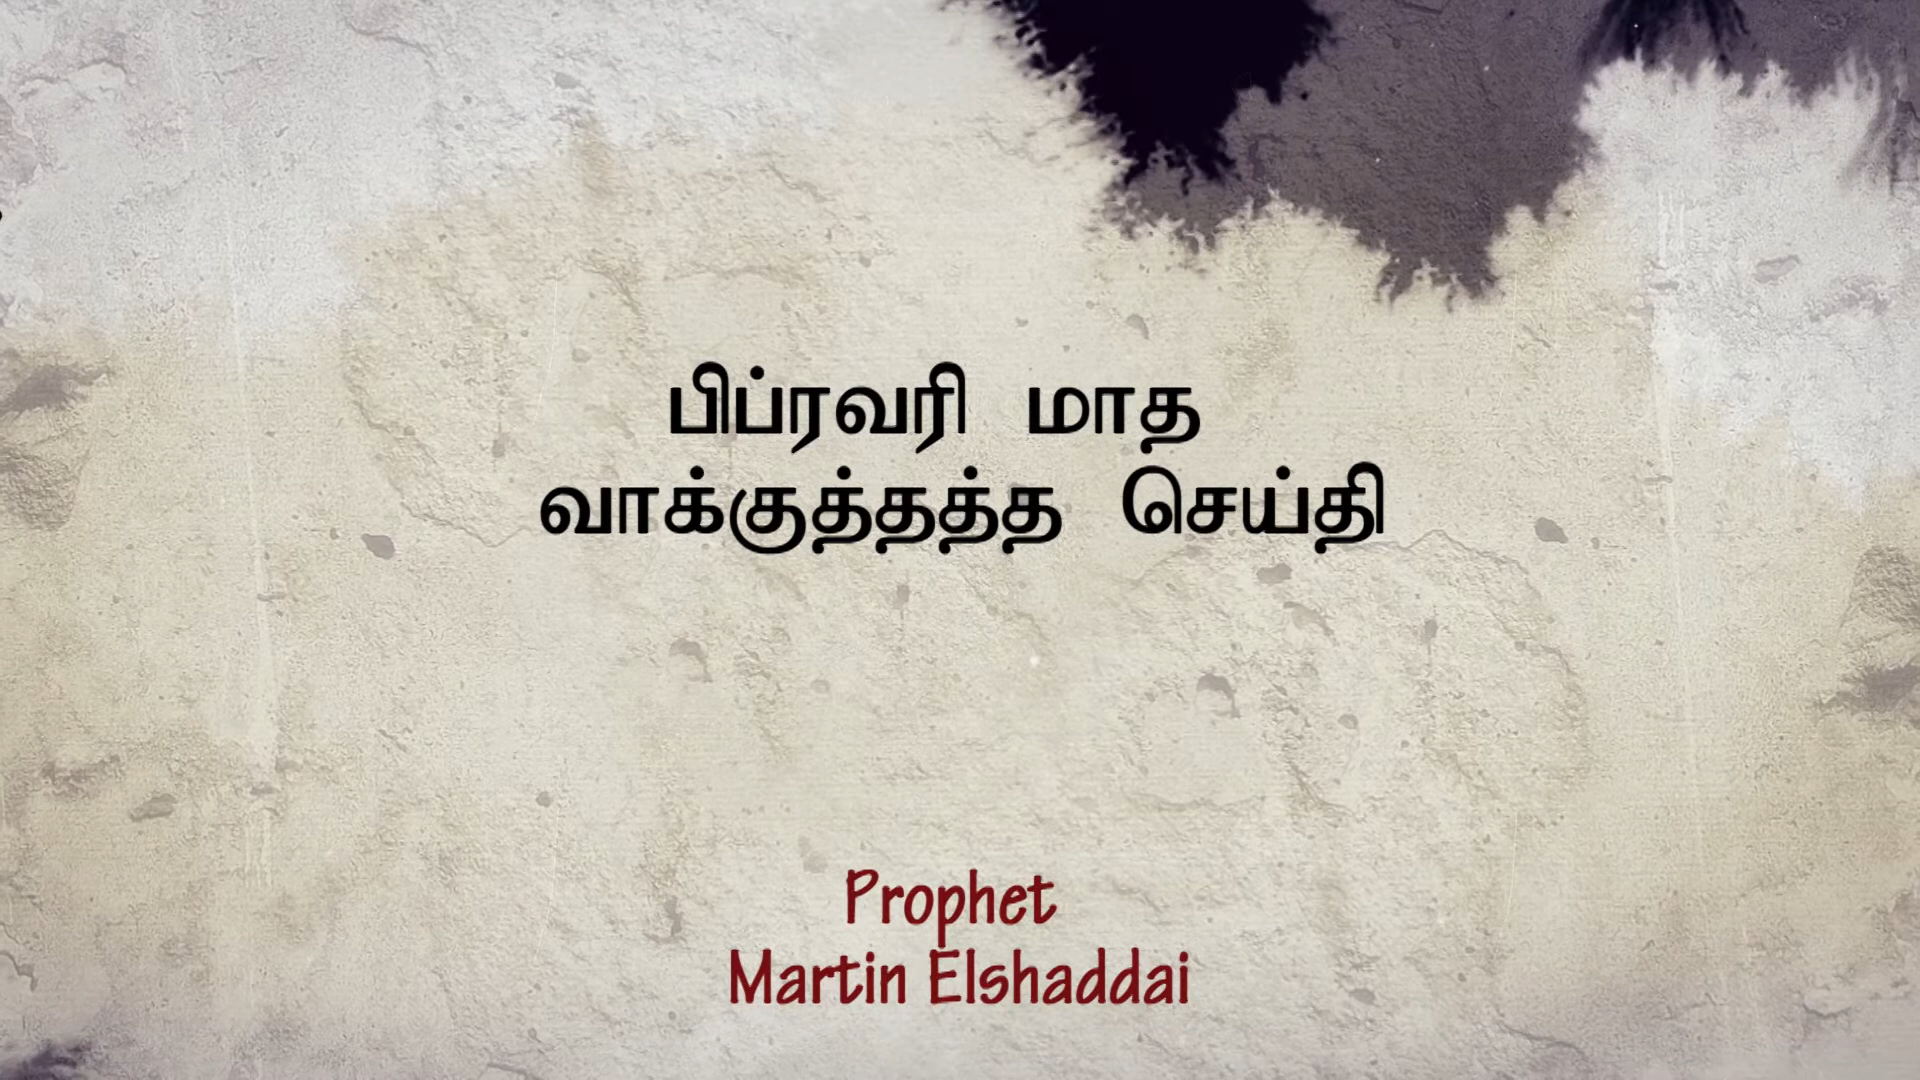 பிப்ரவரி மாத
வாக்குத்தத்த செய்தி
Prophet
Martin Elshaddai